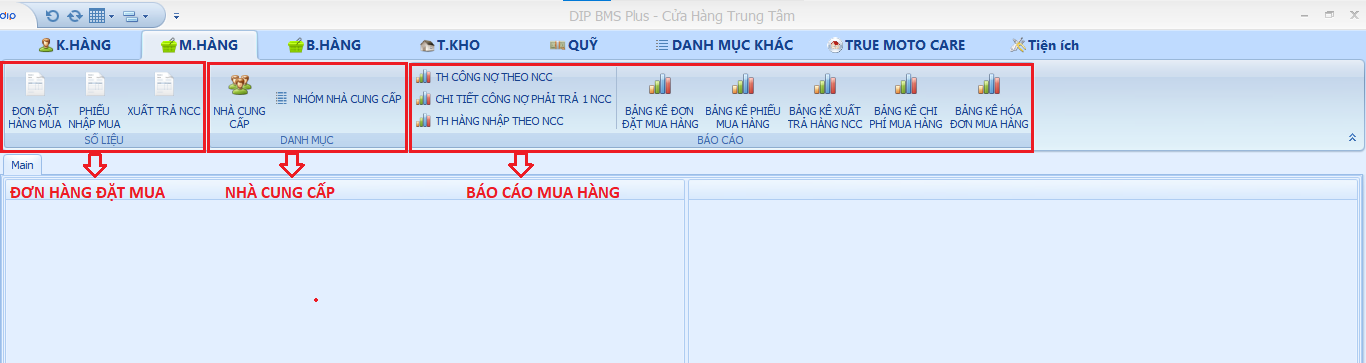 dip
DIP BMS Plus - Cửa Hàng Trung Tâm
K.HÀNG M.HÀNG B.HÀNG T.KHO QUỸ DANH MỤC KHÁC TRUE MOTO CARE Tiện ích
ĐƠN ĐẶT
HÀNG MUA
PHIẾU
NHẬP MUA
XUẤT TRẢ NCC
SỐ LIỆU
NHÀ CUNG
CẤP
NHÓM NHÀ CUNG CẤP
DANH MỤC
TH CÔNG NỢ THEO NCC
CHI TIẾT CÔNG NỢ PHẢI TRẢ 1 NCC
TH HÀNG NHẬP THEO NCC
BẢNG KÊ ĐƠN
ĐẶT MUA HÀNG
BẢNG KÊ PHIẾU
MUA HÀNG
BẢNG KÊ XUẤT
TRẢ HÀNG NCC
BẢNG KÊ CHI
PHÍ MUA HÀNG
BẢNG KÊ HÓA
ĐƠN MUA HÀNG
BÁO CÁO
Main
ĐƠN HÀNG ĐẶT MUA
NHÀ CUNG CẤP
BÁO CÁO MUA HÀNG